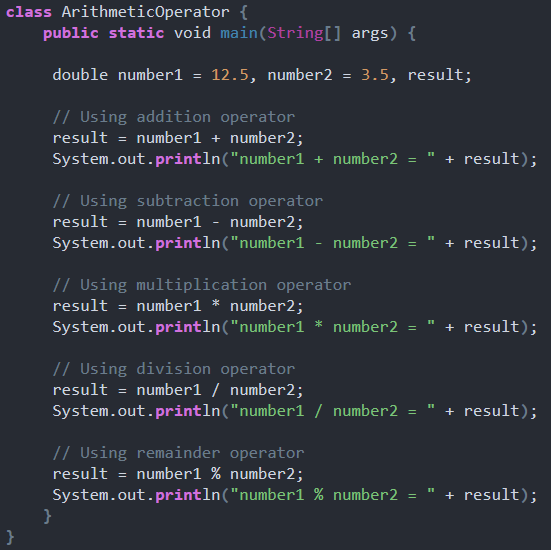 class ArithmeticOperator {
    public static void main(String[] args) {

     double number1 = 12.5, number2 = 3.5, result;

     // Using addition operator
     result = number1 + number2;
     System.out.println("number1 + number2 = " + result);

     // Using subtraction operator
     result = number1 - number2;
     System.out.println("number1 - number2 = " + result);

     // Using multiplication operator
     result = number1 * number2;
     System.out.println("number1 * number2 = " + result);

     // Using division operator
     result = number1 / number2;
     System.out.println("number1 / number2 = " + result);

     // Using remainder operator
     result = number1 % number2;
     System.out.println("number1 % number2 = " + result);
    }
}